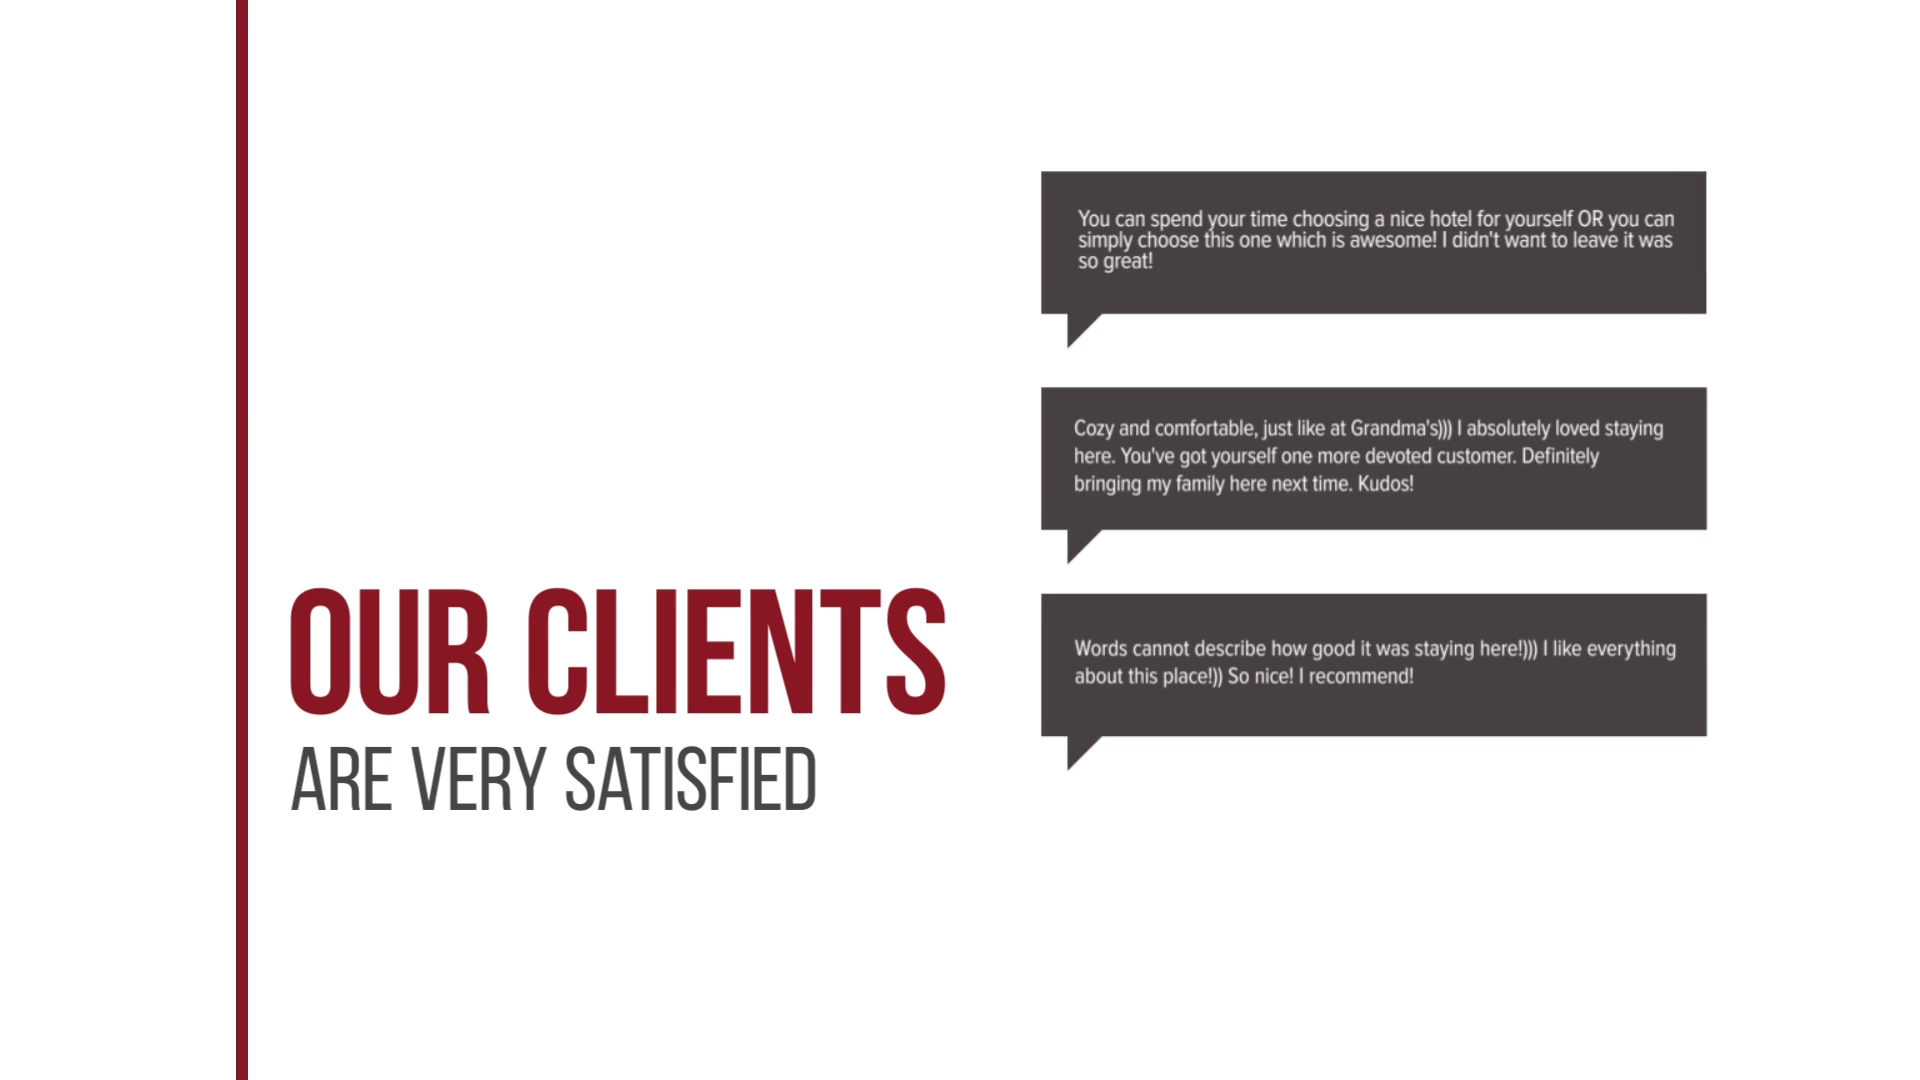 OUR CLIENTS
ARE VERY SATISFIED
You can spend your time choosing a nice hotel for yourself OR you can
simply choose this one which is awesome! I didn't want to leave it was
so great!
Cozy and comfortable, just like at Grandma's))) I absolutely loved staying
here. You've got yourself one more devoted customer. Definitely
bringing my family here next time. Kudos!
Words cannot describe how good it was staying here!))) I like everything
about this place!)) So nice! I recommend!